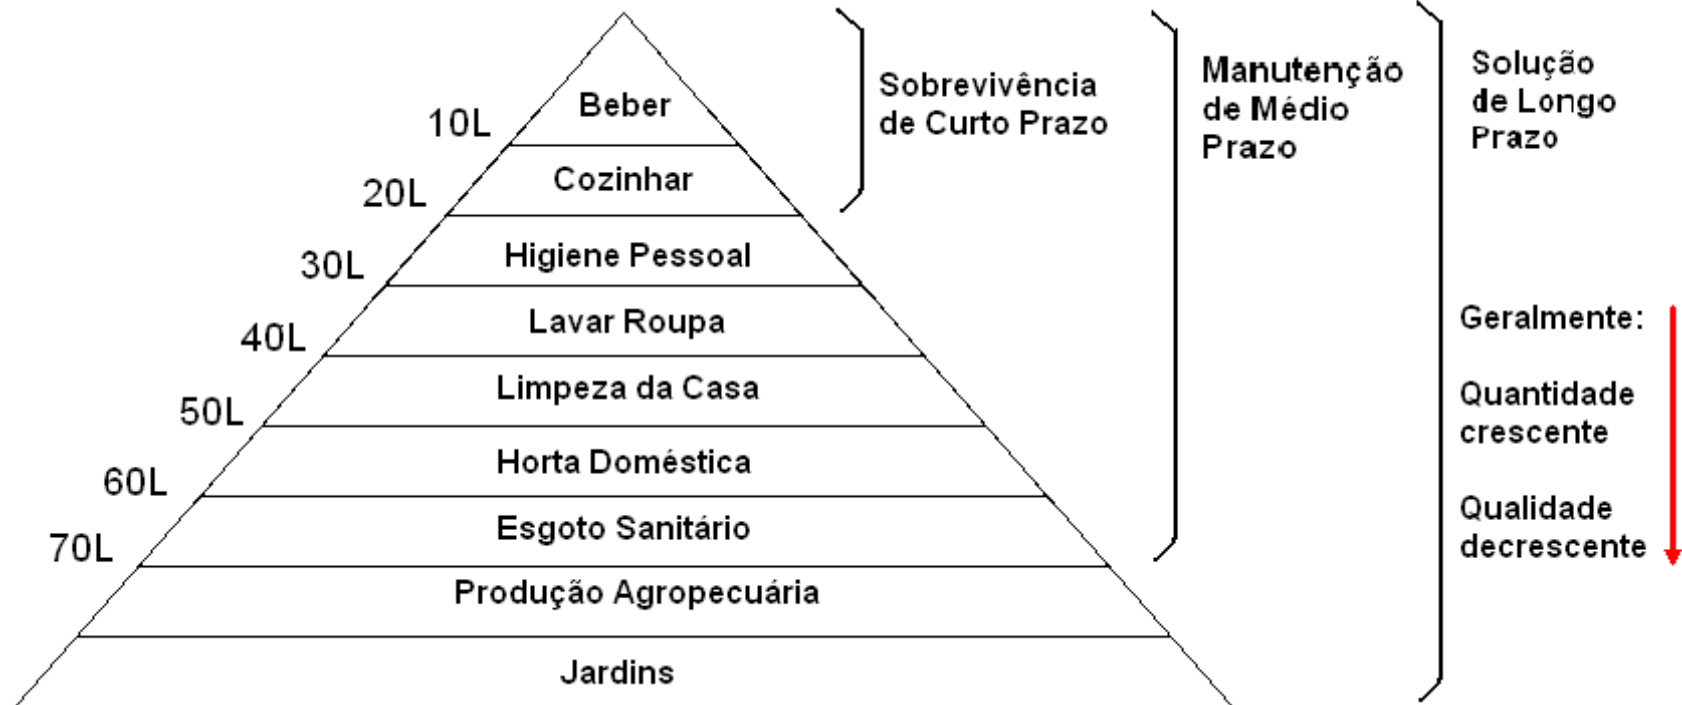 Beber
10L
Cozinhar
20L
Higiene Pessoal
30L
Lavar Roupa
40L
Limpeza da Casa
50L
Horta Doméstica
60L
Esgoto Sanitário
70L
Produção Agropecuária
Jardins
Sobrevivência
de Curto Prazo
Manutenção
de Médio
Prazo
Solução
de Longo
Prazo
Geralmente:
Quantidade
crescente
Qualidade
decrescente